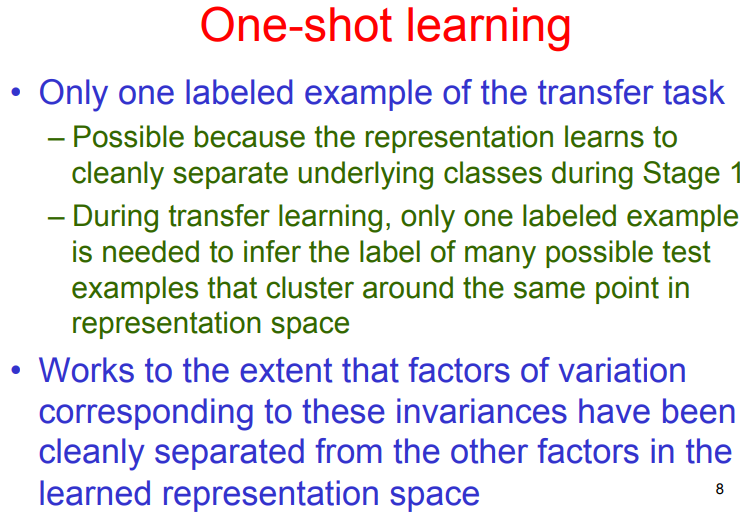 One-shot learning
• Only one labeled example of the transfer task
– Possible because the representation learns to
cleanly separate underlying classes during Stage 1
– During transfer learning, only one labeled example
is needed to infer the label of many possible test
examples that cluster around the same point in
representation space
• Works to the extent that factors of variation
corresponding to these invariances have been
cleanly separated from the other factors in the
learned representation space
8